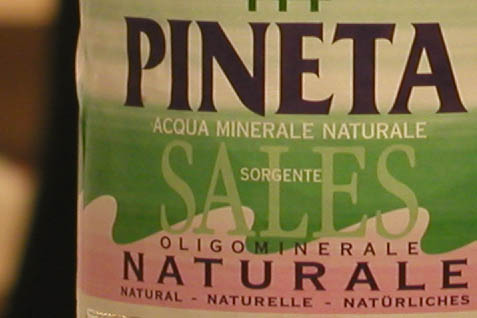 PINETA
ACQUA MINERALE NATURALE
SALES
SORGENTE
OLIGOMINERALE
NATURALE
NATURAL - NATURELLE - NATÜRLICHES